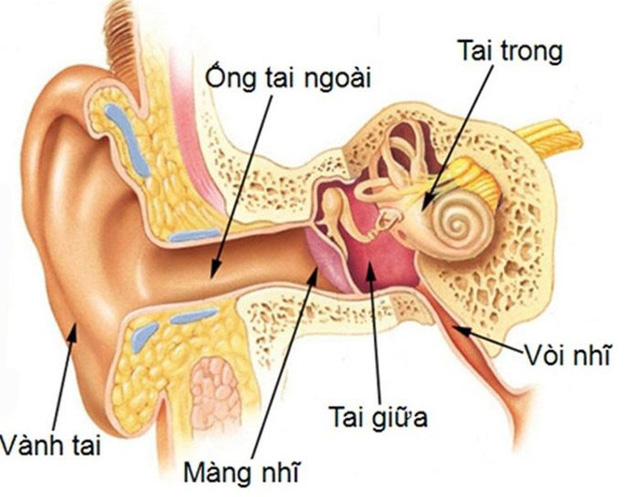 Tai trong
Ống tai ngoài
Vòi nhĩ
Tai giữa
Vành tai
Màng nhĩ